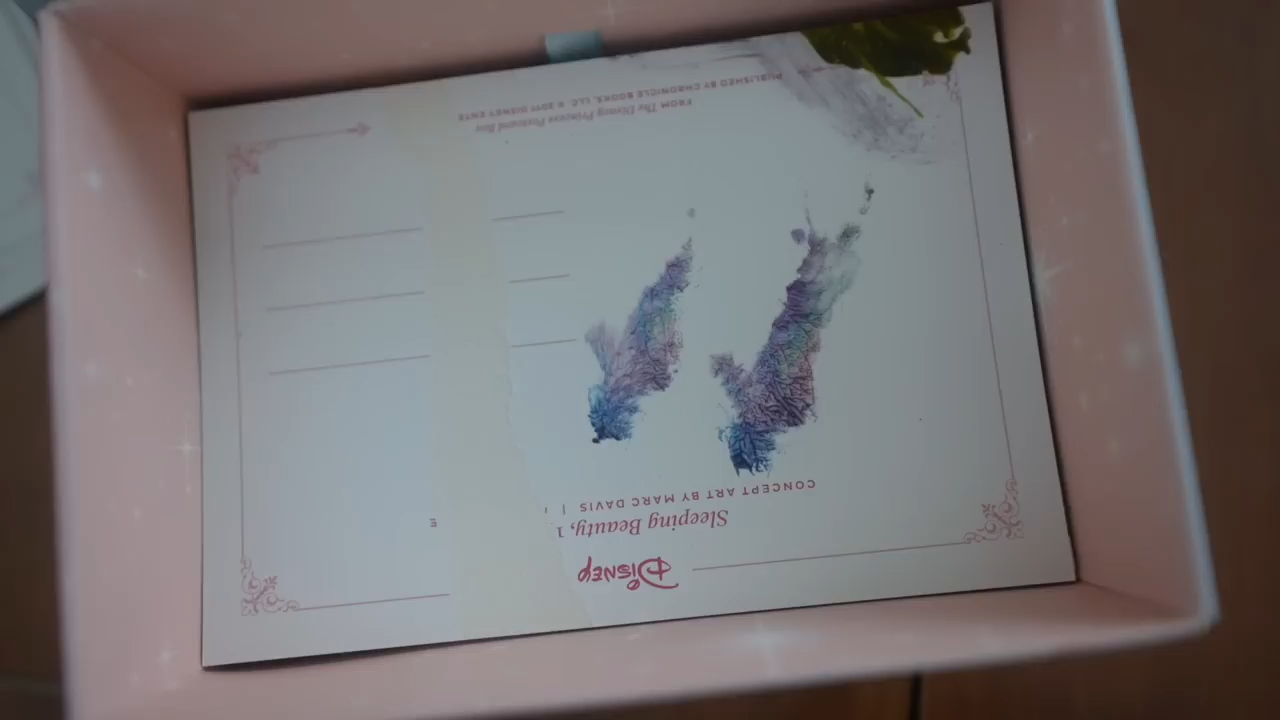 DISNEY
Sleeping Beauty, 1
CONCEPT ART BY MARC DAVIS |
E
FROM The Disney Princess Postcard Box
PUBLISHED BY CHRONICLE BOOKS, LLC. © 2011 DISNEY ENTE